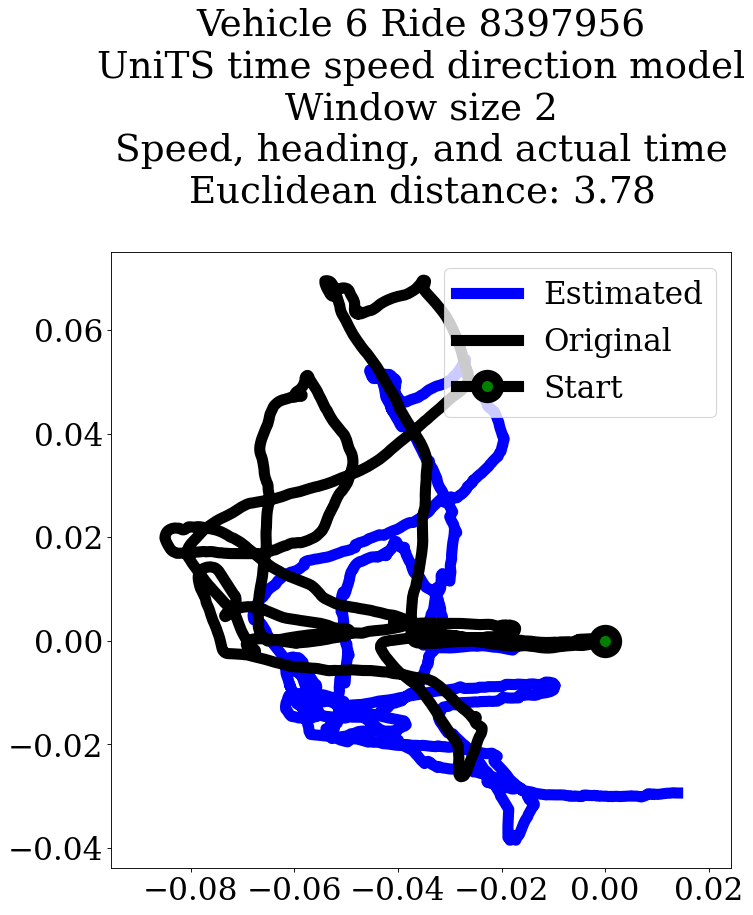 Vehicle 6 Ride 8397956
UniTS time speed direction model
Window size 2
Speed, heading, and actual time
Euclidean distance: 3.78
Estimated
Original
Start
0.06
0.04
0.02
0.00
−0.02
−0.04
−0.08 −0.06 −0.04 −0.02 0.00 0.02